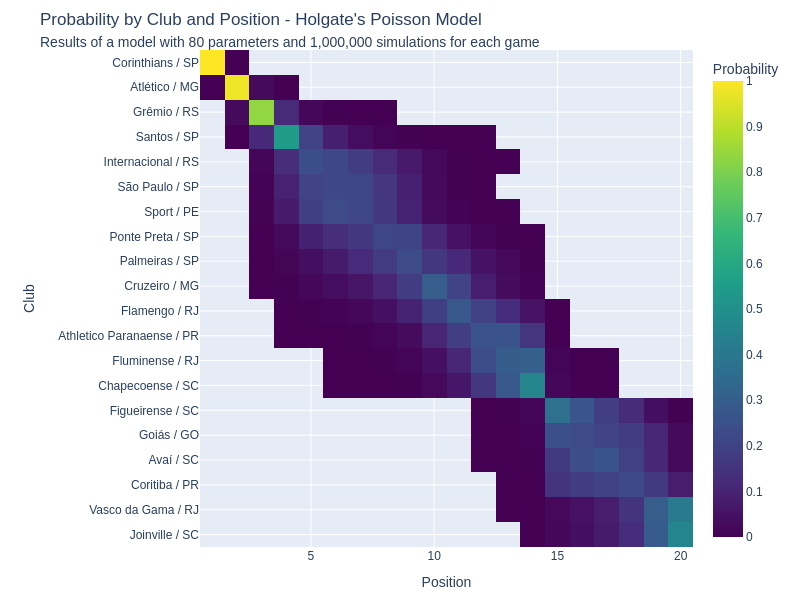 Probability by Club and Position - Holgate's Poisson Model
Results of a model with 80 parameters and 1,000,000 simulations for each game
Probability
Corinthians / SP
Atlético / MG
Grêmio / RS
Santos / SP
Internacional / RS
São Paulo / SP
Sport / PE
Ponte Preta / SP
Palmeiras / SP
Cruzeiro / MG
Flamengo / RJ
Athletico Paranaense / PR
Fluminense / RJ
Chapecoense / SC
Figueirense / SC
Goiás / GO
Avaí / SC
Coritiba / PR
Vasco da Gama / RJ
Joinville / SC
Club
5
10
15
20
Position
1
0.9
0.8
0.7
0.6
0.5
0.4
0.3
0.2
0.1
0